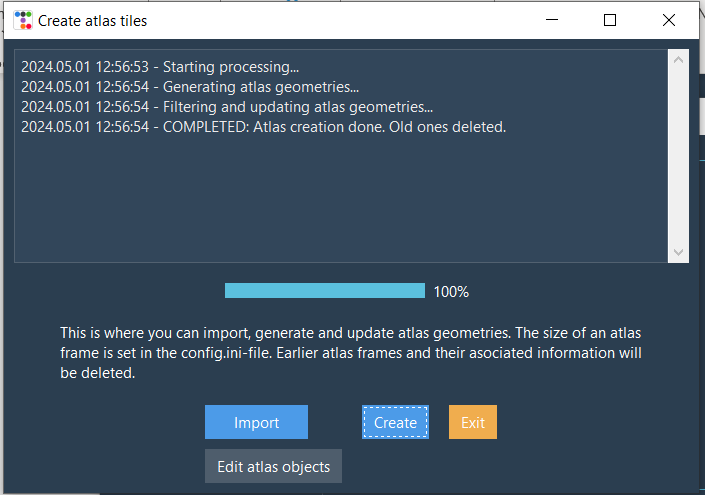 Create atlas tiles
2024.05.01 12:56:53 - Starting processing...
2024.05.01 12:56:54 - Generating atlas geometries...
2024.05.01 12:56:54 - Filtering and updating atlas geometries...
2024.05.01 12:56:54 - COMPLETED: Atlas creation done. Old ones deleted.
100%
This is where you can import, generate and update atlas geometries. The size of an atlas
frame is set in the config.ini-file. Earlier atlas frames and their asociated information will
be deleted.
Import
Create
Exit
Edit atlas objects